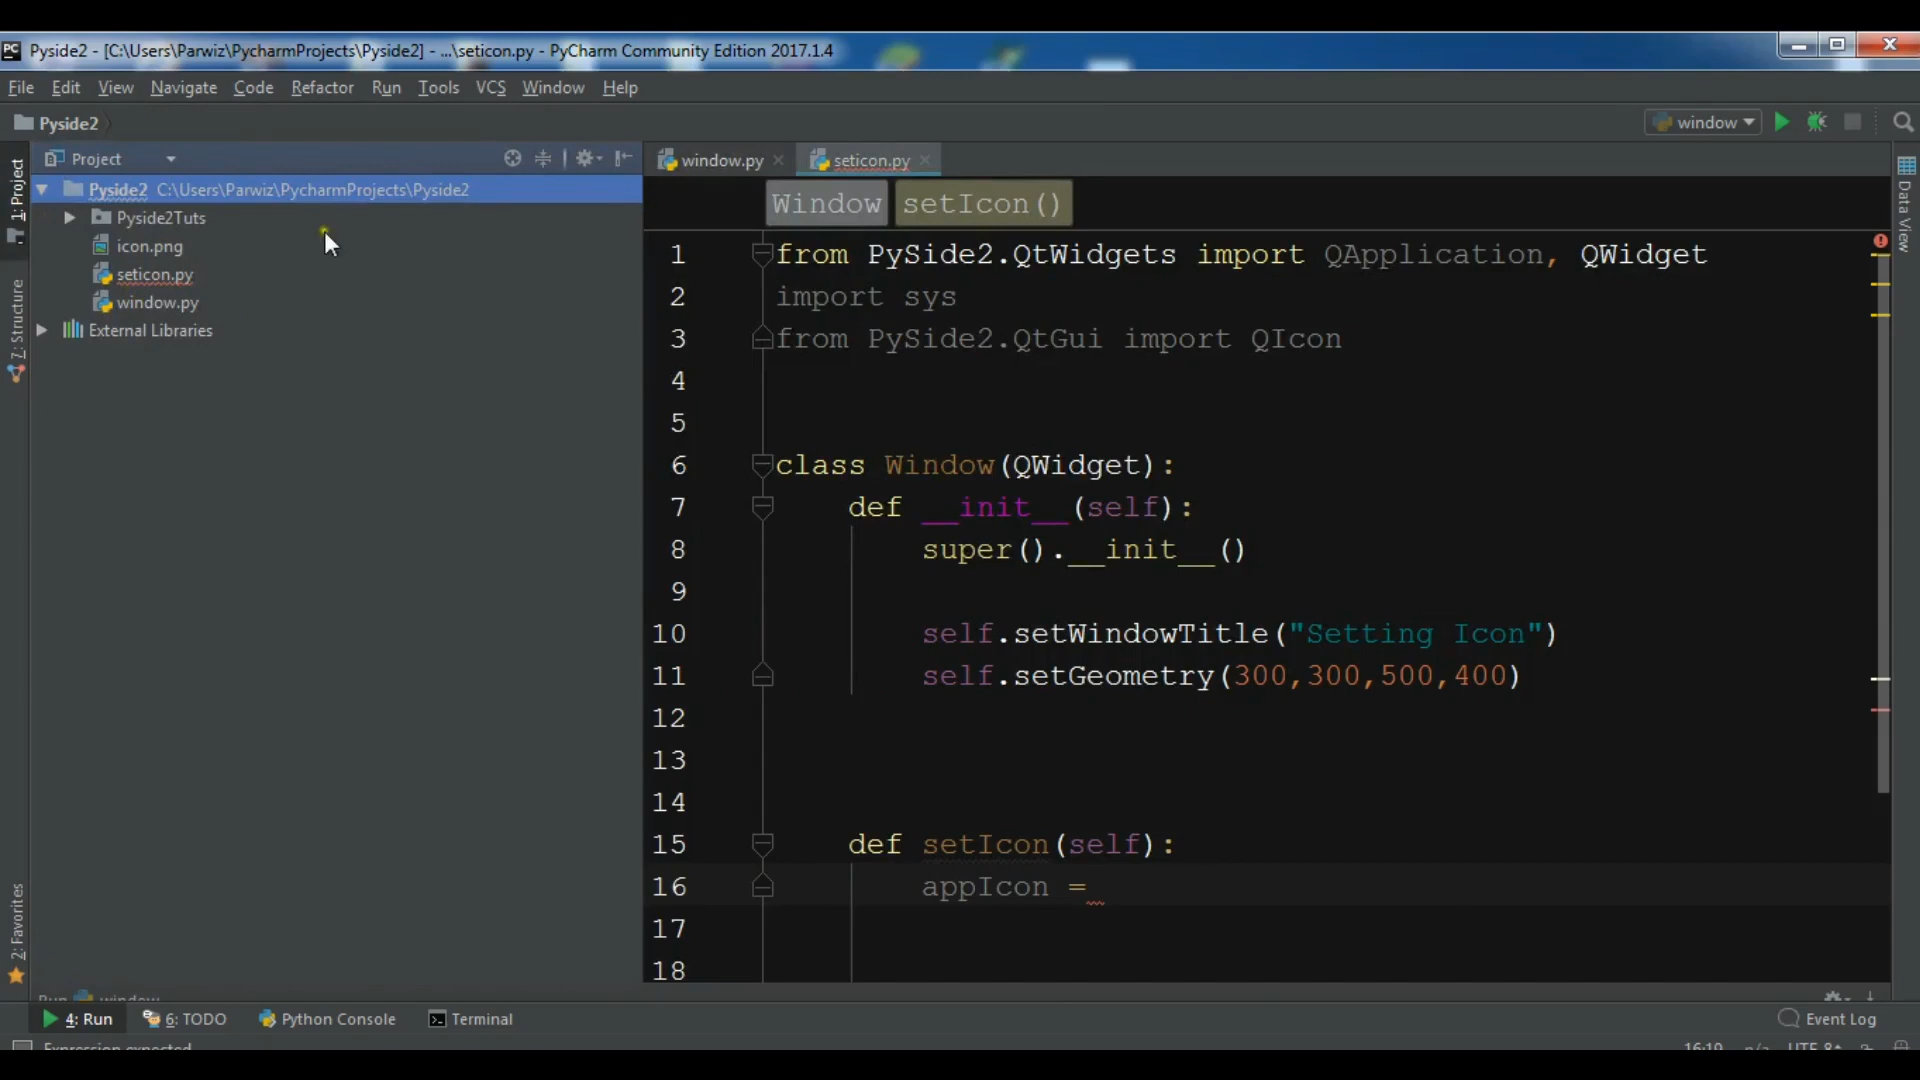 PC Pyside2 - [C:\Users\Parwiz\PycharmProjects\Pyside2] - ...\seticon.py - PyCharm Community Edition 2017.1.4
File Edit View Navigate Code Refactor Run Tools VCS Window Help
Pyside2
window
Project
window.py
seticon.py
1: Project
7: Structure
2: Favorites
Data View
Pyside2 C:\Users\Parwiz\PycharmProjects\Pyside2
Pyside2Tuts
icon.png
seticon.py
window.py
External Libraries
Window setIcon()
1 from PySide2.QtWidgets import QApplication, QWidget
2 import sys
3 from PySide2.QtGui import QIcon
4
5
6 class Window(QWidget):
7 def __init__(self):
8 super().__init__()
9
10 self.setWindowTitle("Setting Icon")
11 self.setGeometry(300,300,500,400)
12
13
14
15 def setIcon(self):
16 appIcon =
17
18
Run window
4: Run 6: TODO Python Console Terminal Event Log
Expression expected 16:19 n/a UTF-8